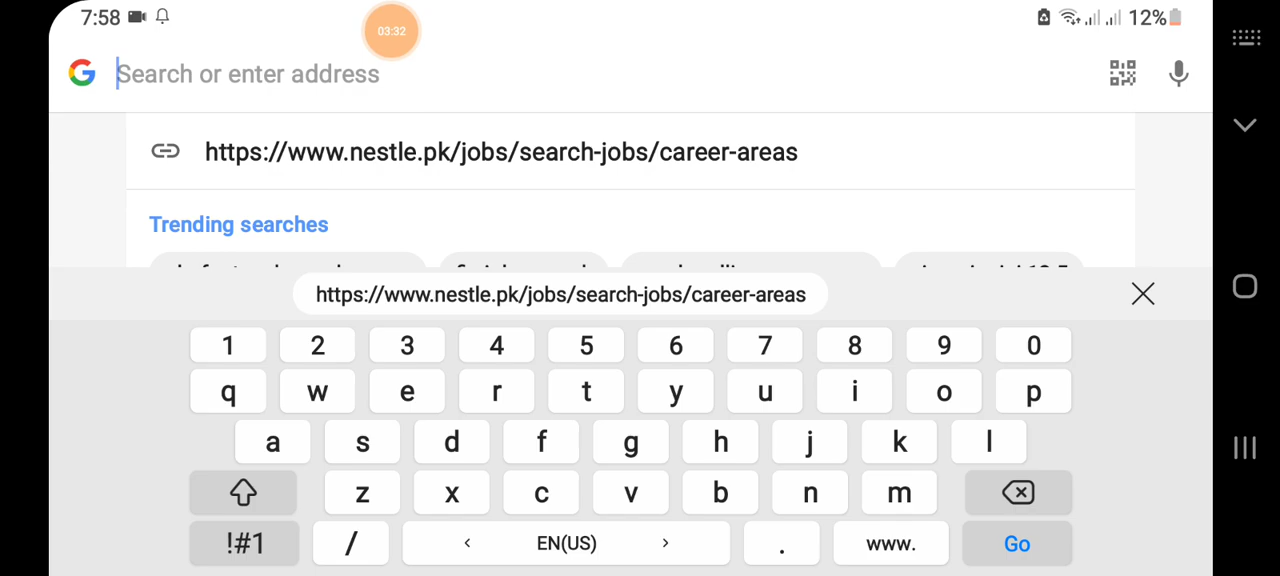 7:58
03:32
12%
Search or enter address
https://www.nestle.pk/jobs/search-jobs/career-areas
Trending searches
https://www.nestle.pk/jobs/search-jobs/career-areas
1 2 3 4 5 6 7 8 9 0
q w e r t y u i o p
a s d f g h j k l
z x c v b n m
!#1 / < EN(US) > . www. Go